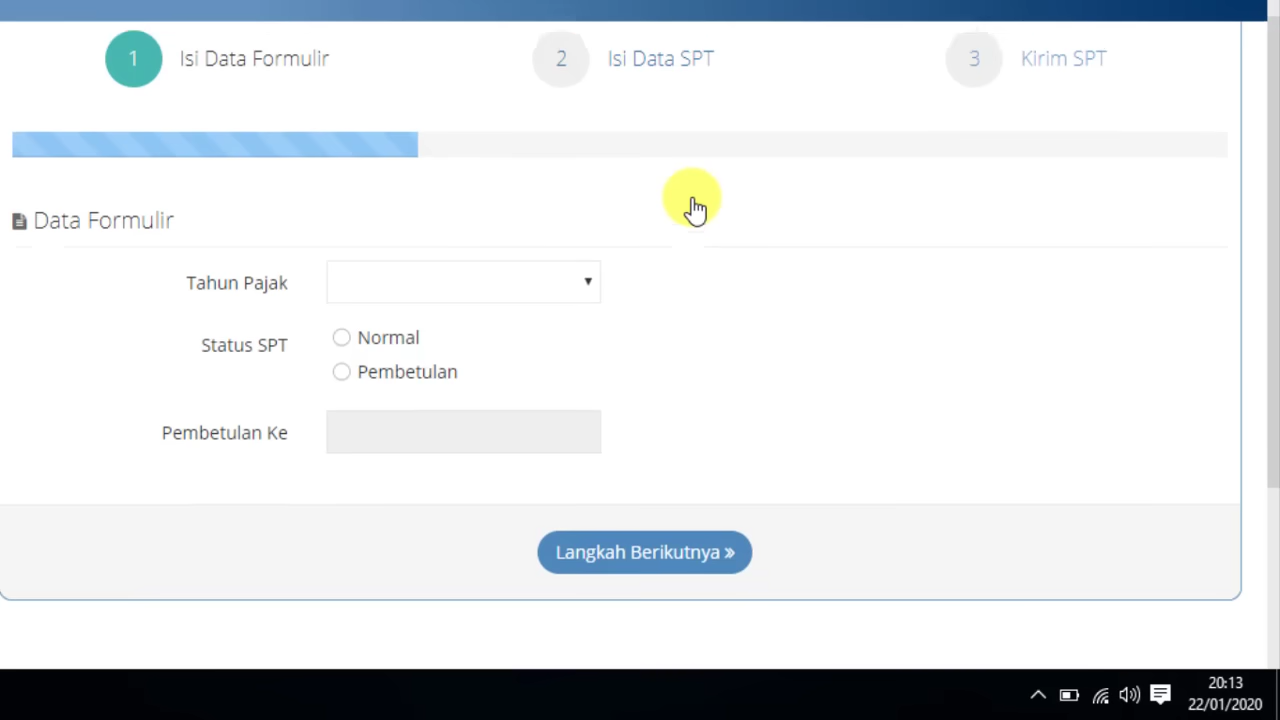 1 Isi Data Formulir 2 Isi Data SPT 3 Kirim SPT
Data Formulir
Tahun Pajak
Status SPT
Normal
Pembetulan
Pembetulan Ke
Langkah Berikutnya »
20:13
22/01/2020